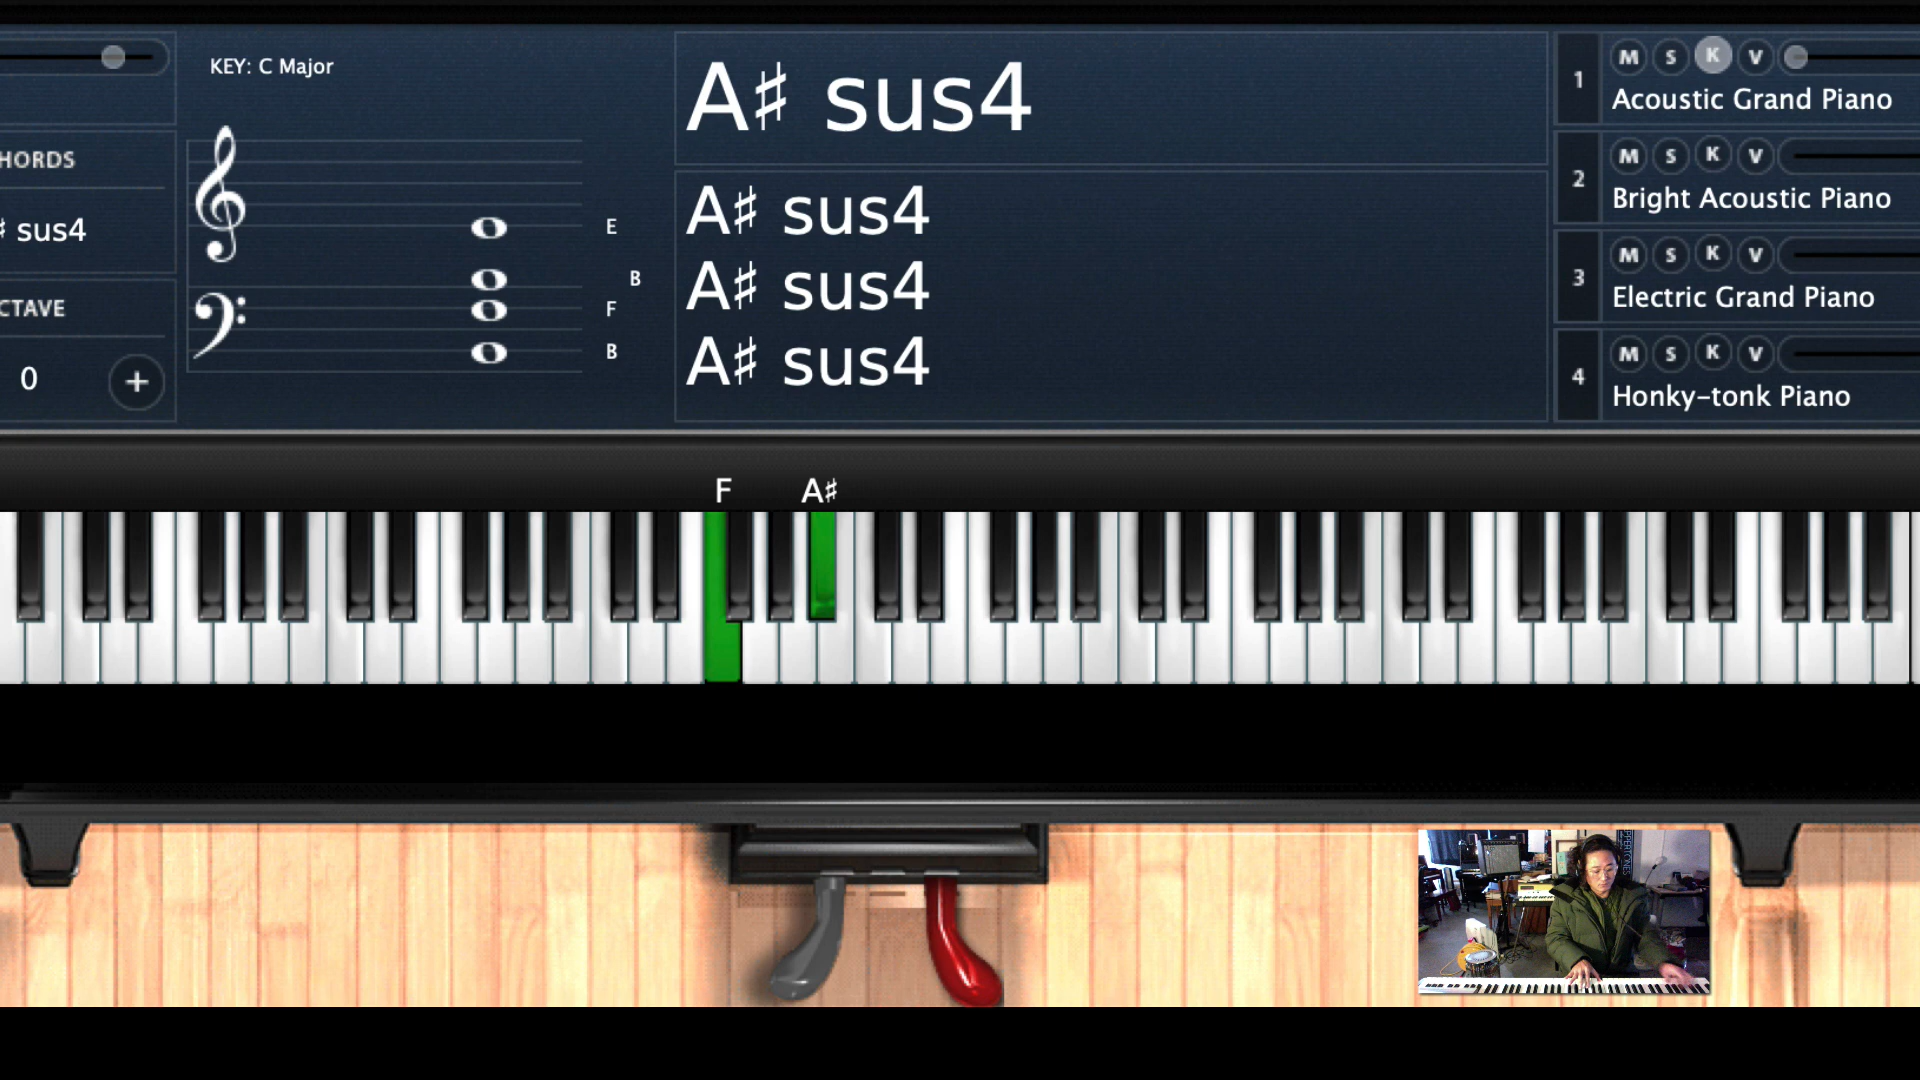 KEY: C Major
HORDS
♯ sus4
CTAVE
0
+
E
B
F
B
A♯ sus4
A♯ sus4
A♯ sus4
A♯ sus4
1
M S K V
Acoustic Grand Piano
2
M S K V
Bright Acoustic Piano
3
M S K V
Electric Grand Piano
4
M S K V
Honky-tonk Piano
F A♯